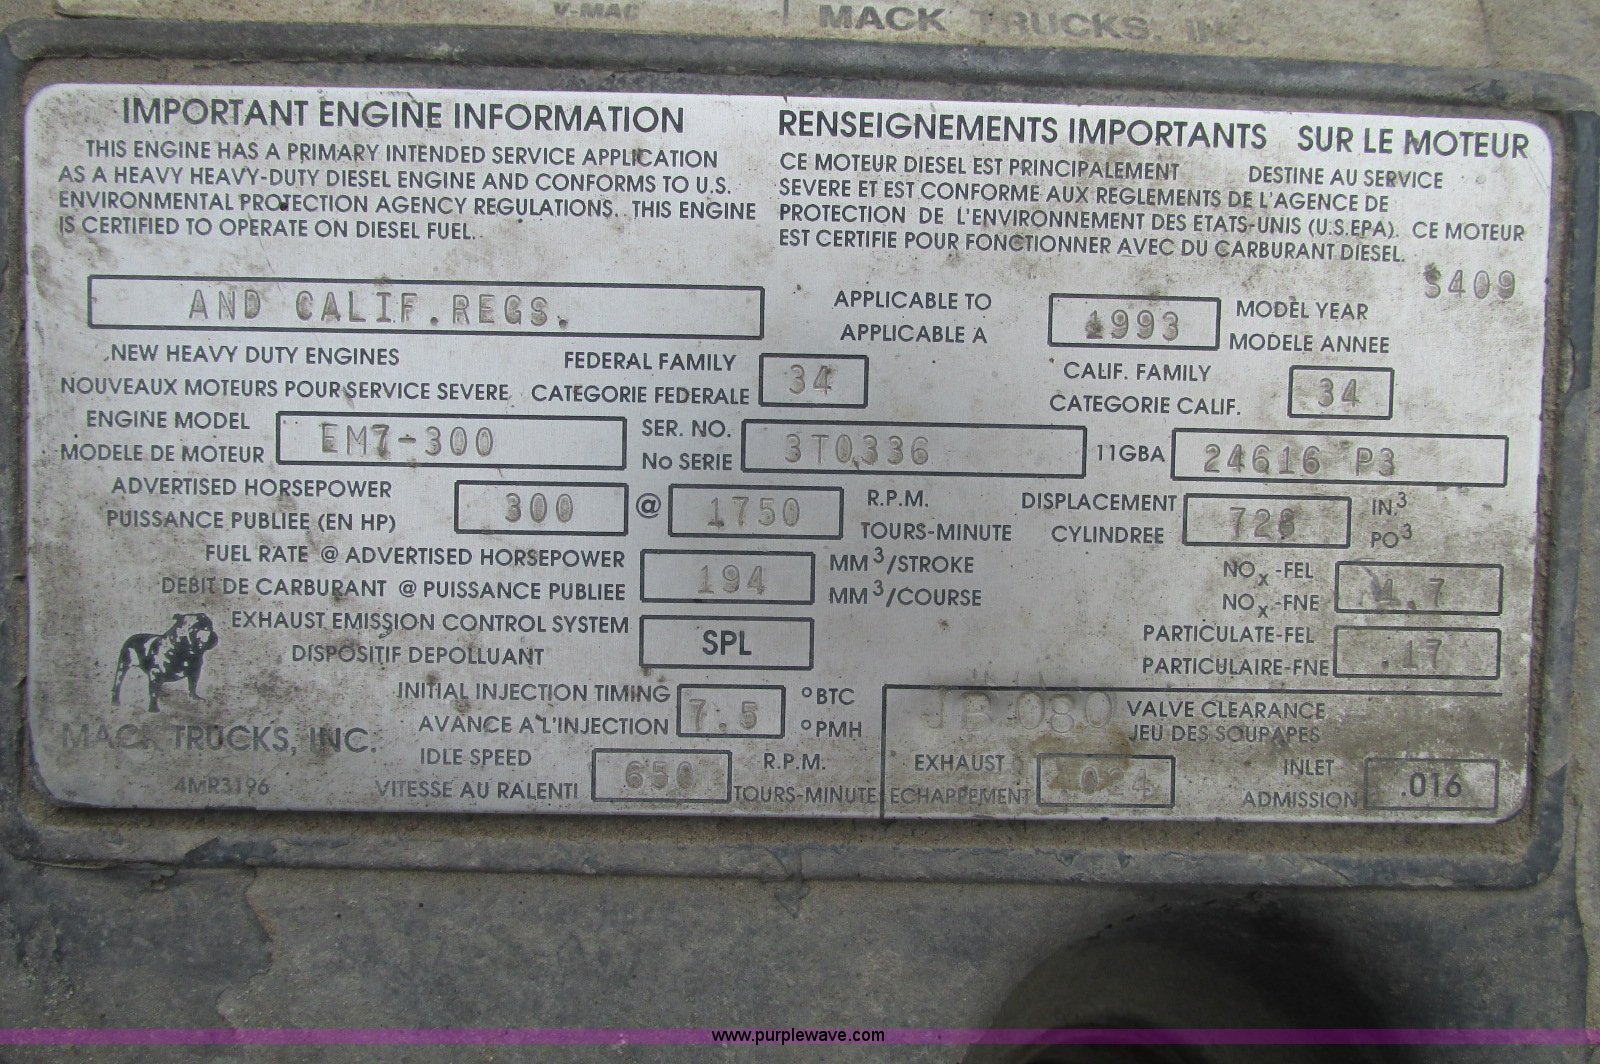 V-MAC MACK TRUCKS, INC.
IMPORTANT ENGINE INFORMATION
THIS ENGINE HAS A PRIMARY INTENDED SERVICE APPLICATION
AS A HEAVY HEAVY-DUTY DIESEL ENGINE AND CONFORMS TO U.S.
ENVIRONMENTAL PROTECTION AGENCY REGULATIONS. THIS ENGINE
IS CERTIFIED TO OPERATE ON DIESEL FUEL.
RENSEIGNEMENTS IMPORTANTS SUR LE MOTEUR
CE MOTEUR DIESEL EST PRINCIPALEMENT DESTINE AU SERVICE
SEVERE ET EST CONFORME AUX REGLEMENTS DE L'AGENCE DE
PROTECTION DE L'ENVIRONNEMENT DES ETATS-UNIS (U.S.EPA). CE MOTEUR
EST CERTIFIE POUR FONCTIONNER AVEC DU CARBURANT DIESEL.
S409
AND CALIF.REGS.
APPLICABLE TO
APPLICABLE A
1993
MODEL YEAR
MODELE ANNEE
NEW HEAVY DUTY ENGINES
NOUVEAUX MOTEURS POUR SERVICE SEVERE
FEDERAL FAMILY
CATEGORIE FEDERALE
34
CALIF. FAMILY
CATEGORIE CALIF.
34
ENGINE MODEL
MODELE DE MOTEUR
EM7-300
SER. NO.
No SERIE
3T0336
11GBA
24616 P3
ADVERTISED HORSEPOWER
PUISSANCE PUBLIEE (EN HP)
300 @ 1750
R.P.M.
TOURS-MINUTE
DISPLACEMENT
CYLINDREE
728
IN.3
PO3
FUEL RATE @ ADVERTISED HORSEPOWER
DEBIT DE CARBURANT @ PUISSANCE PUBLIEE
194
MM3/STROKE
MM3/COURSE
NOx-FEL
NOx-FNE
4.7
EXHAUST EMISSION CONTROL SYSTEM
DISPOSITIF DEPOLLUANT
SPL
PARTICULATE-FEL
PARTICULAIRE-FNE
.17
INITIAL INJECTION TIMING
AVANCE A L'INJECTION
7.5
°BTC
°PMH
JB080
VALVE CLEARANCE
JEU DES SOUPAPES
MACK TRUCKS, INC.
4MR3196
IDLE SPEED
VITESSE AU RALENTI
650
R.P.M.
TOURS-MINUTE
EXHAUST
ECHAPPEMENT
.024
INLET
ADMISSION
.016
www.purplewave.com